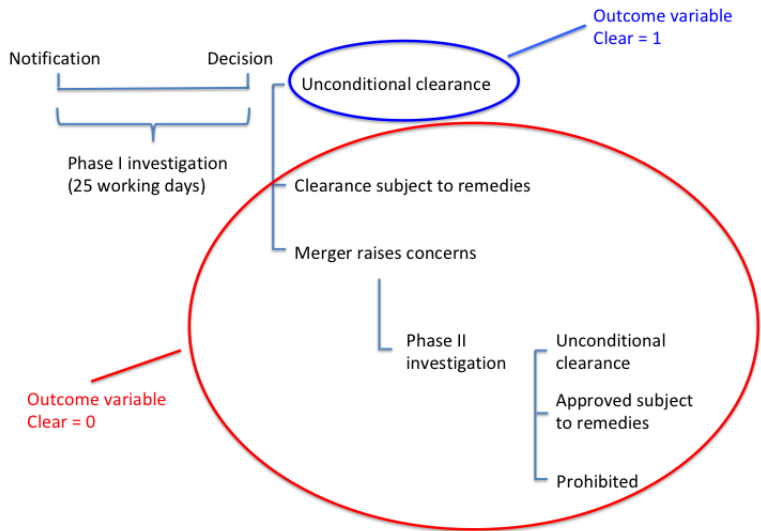 Outcome variable
Clear = 1
Notification
Decision
Unconditional clearance
Phase I investigation
(25 working days)
Clearance subject to remedies
Merger raises concerns
Phase II
investigation
Unconditional
clearance
Approved subject
to remedies
Prohibited
Outcome variable
Clear = 0